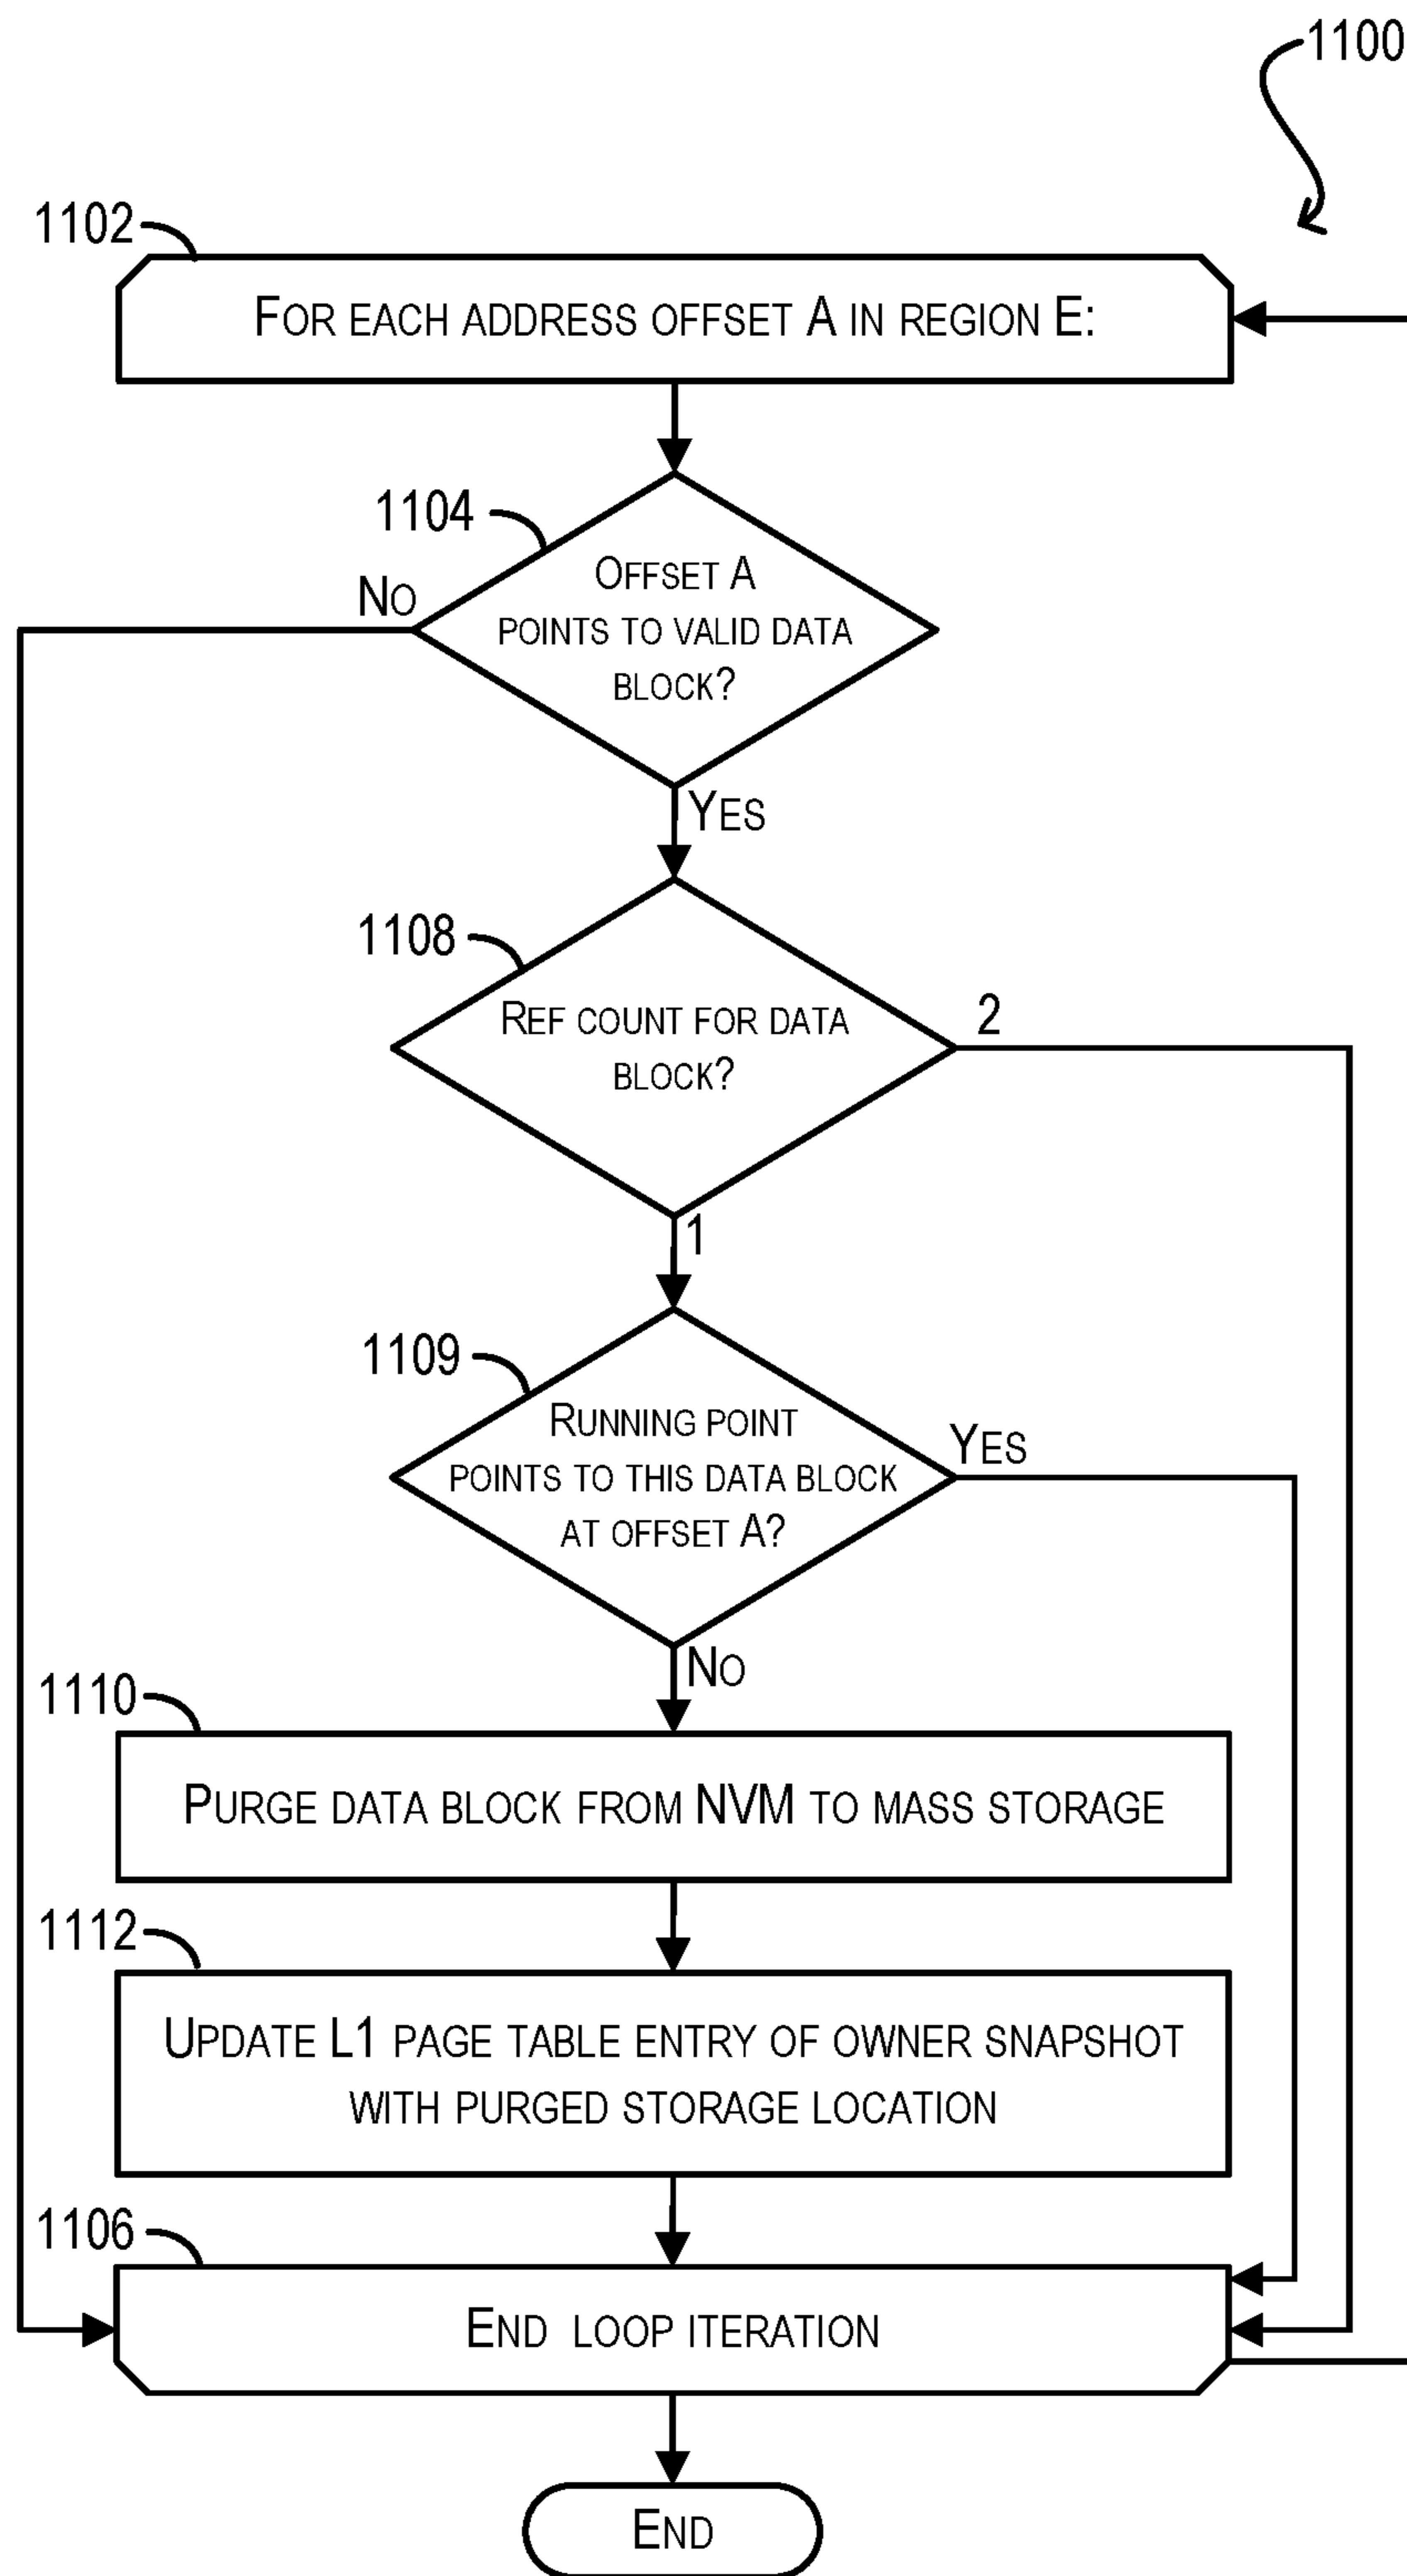 1100
1102
For each address offset A in region E:
1104
No
Offset A
points to valid data
block?
Yes
1108
Ref count for data
block?
2
1
1109
Running point
points to this data block
at offset A?
Yes
No
1110
Purge data block from NVM to mass storage
1112
Update L1 page table entry of owner snapshot
with purged storage location
1106
End loop iteration
End